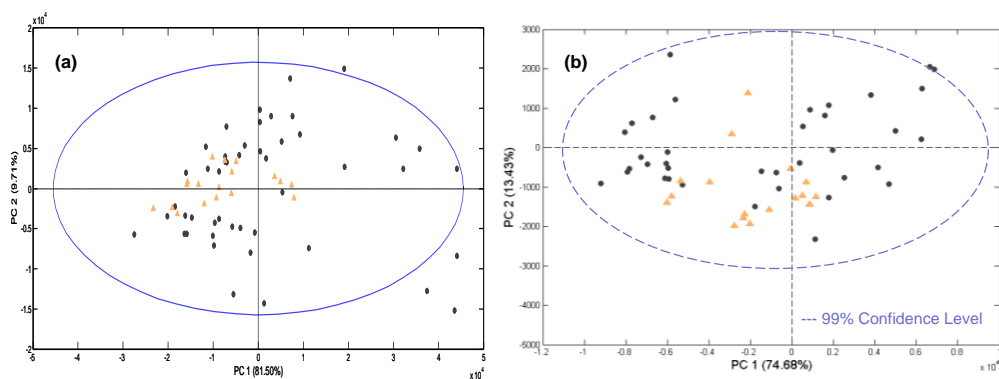 x10⁴
2
(a)
1.5
1
0.5
0
-0.5
-1
-1.5
-2
PC 2 (9.71%)
-5 -4 -3 -2 -1 0 1 2 3 4 5
PC 1 (81.50%)
x 10⁴
3000
(b)
2000
1000
0
-1000
-2000
-3000
-4000
-5000
PC 2 (13.43%)
--- 99% Confidence Level
-1.2 -1 -0.8 -0.6 -0.4 -0.2 0 0.2 0.4 0.6 0.8 1
PC 1 (74.68%)
x 10⁴